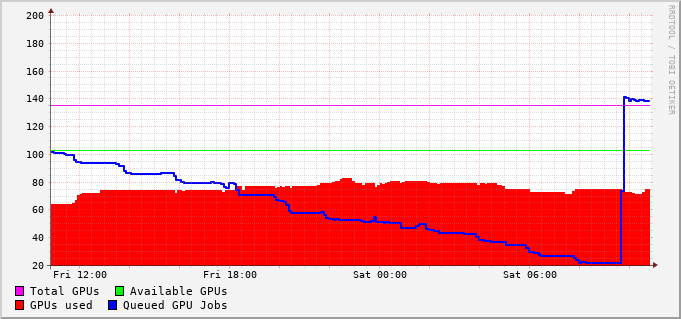 200
180
160
140
120
100
80
60
40
20
Fri 12:00 Fri 18:00 Sat 00:00 Sat 06:00
Total GPUs Available GPUs
GPUs used Queued GPU Jobs
RRDTOOL / TOBI OETIKER